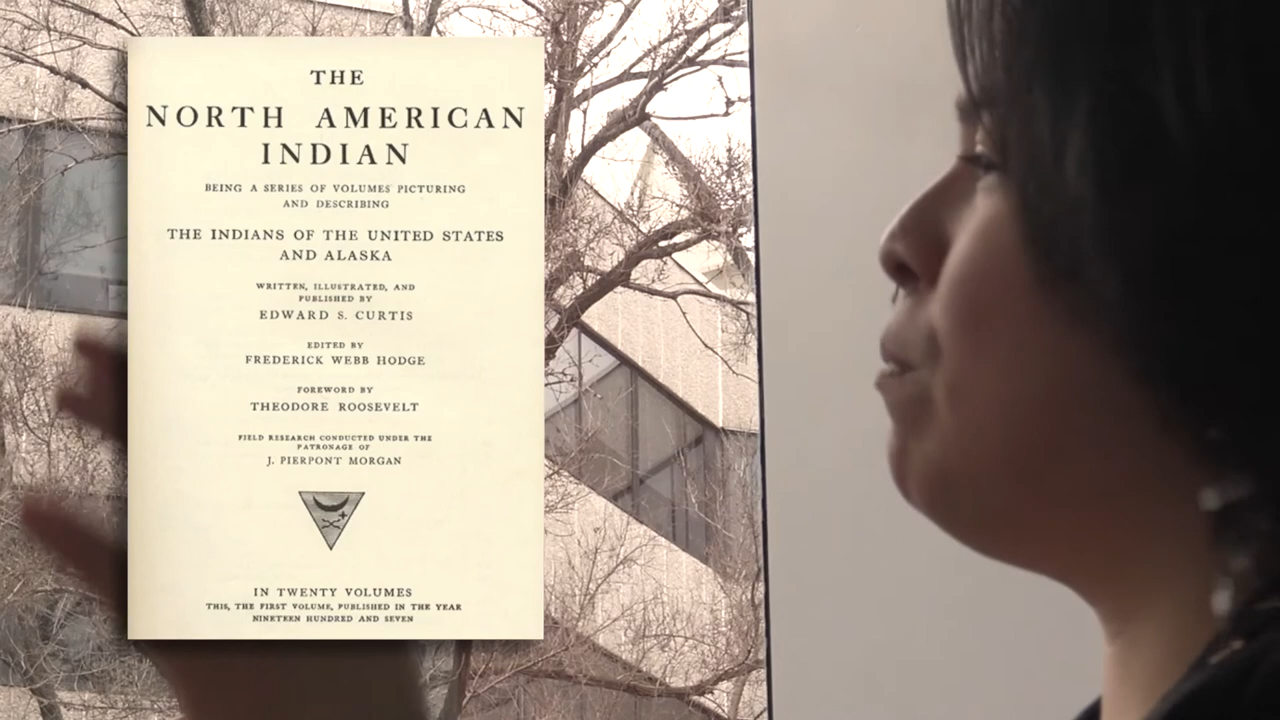 THE
NORTH AMERICAN
INDIAN
BEING A SERIES OF VOLUMES PICTURING
AND DESCRIBING
THE INDIANS OF THE UNITED STATES
AND ALASKA
WRITTEN, ILLUSTRATED, AND
PUBLISHED BY
EDWARD S. CURTIS
EDITED BY
FREDERICK WEBB HODGE
FOREWORD BY
THEODORE ROOSEVELT
FIELD RESEARCH CONDUCTED UNDER THE
PATRONAGE OF
J. PIERPONT MORGAN
IN TWENTY VOLUMES
THIS, THE FIRST VOLUME, PUBLISHED IN THE YEAR
NINETEEN HUNDRED AND SEVEN